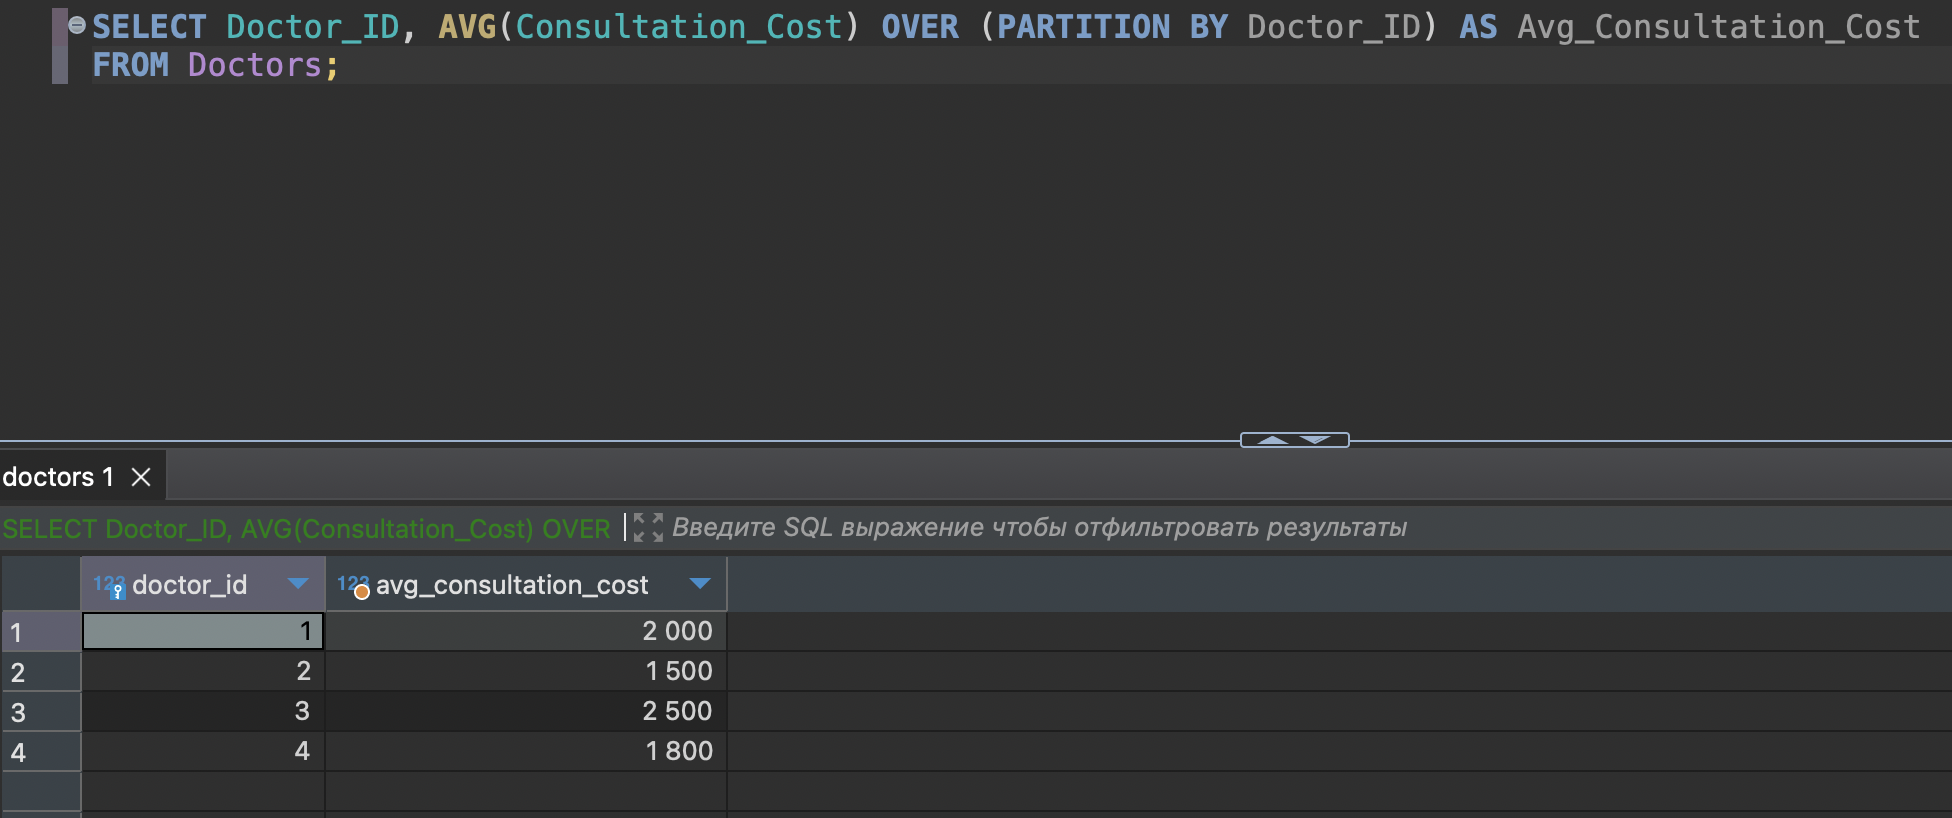 SELECT Doctor_ID, AVG(Consultation_Cost) OVER (PARTITION BY Doctor_ID) AS Avg_Consultation_Cost
FROM Doctors;
doctors 1
SELECT Doctor_ID, AVG(Consultation_Cost) OVER Введите SQL выражение чтобы отфильтровать результаты
123 doctor_id 123 avg_consultation_cost
1 1 2 000
2 2 1 500
3 3 2 500
4 4 1 800